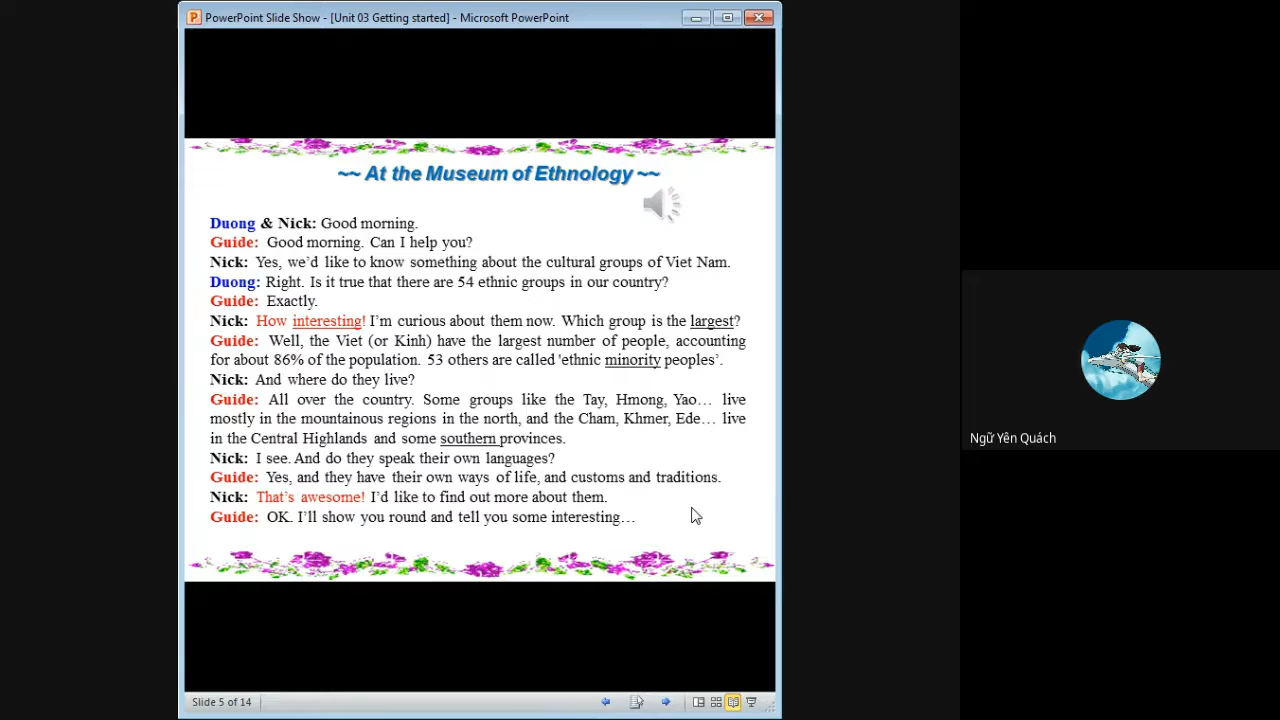 PowerPoint Slide Show - [Unit 03 Getting started] - Microsoft PowerPoint
~~ At the Museum of Ethnology ~~
Duong & Nick: Good morning.
Guide: Good morning. Can I help you?
Nick: Yes, we’d like to know something about the cultural groups of Viet Nam.
Duong: Right. Is it true that there are 54 ethnic groups in our country?
Guide: Exactly.
Nick: How interesting! I’m curious about them now. Which group is the largest?
Guide: Well, the Viet (or Kinh) have the largest number of people, accounting
for about 86% of the population. 53 others are called 'ethnic minority peoples’.
Nick: And where do they live?
Guide: All over the country. Some groups like the Tay, Hmong, Yao… live
mostly in the mountainous regions in the north, and the Cham, Khmer, Ede… live
in the Central Highlands and some southern provinces.
Nick: I see. And do they speak their own languages?
Guide: Yes, and they have their own ways of life, and customs and traditions.
Nick: That’s awesome! I’d like to find out more about them.
Guide: OK. I’ll show you round and tell you some interesting…
Slide 5 of 14
Ngữ Yên Quách